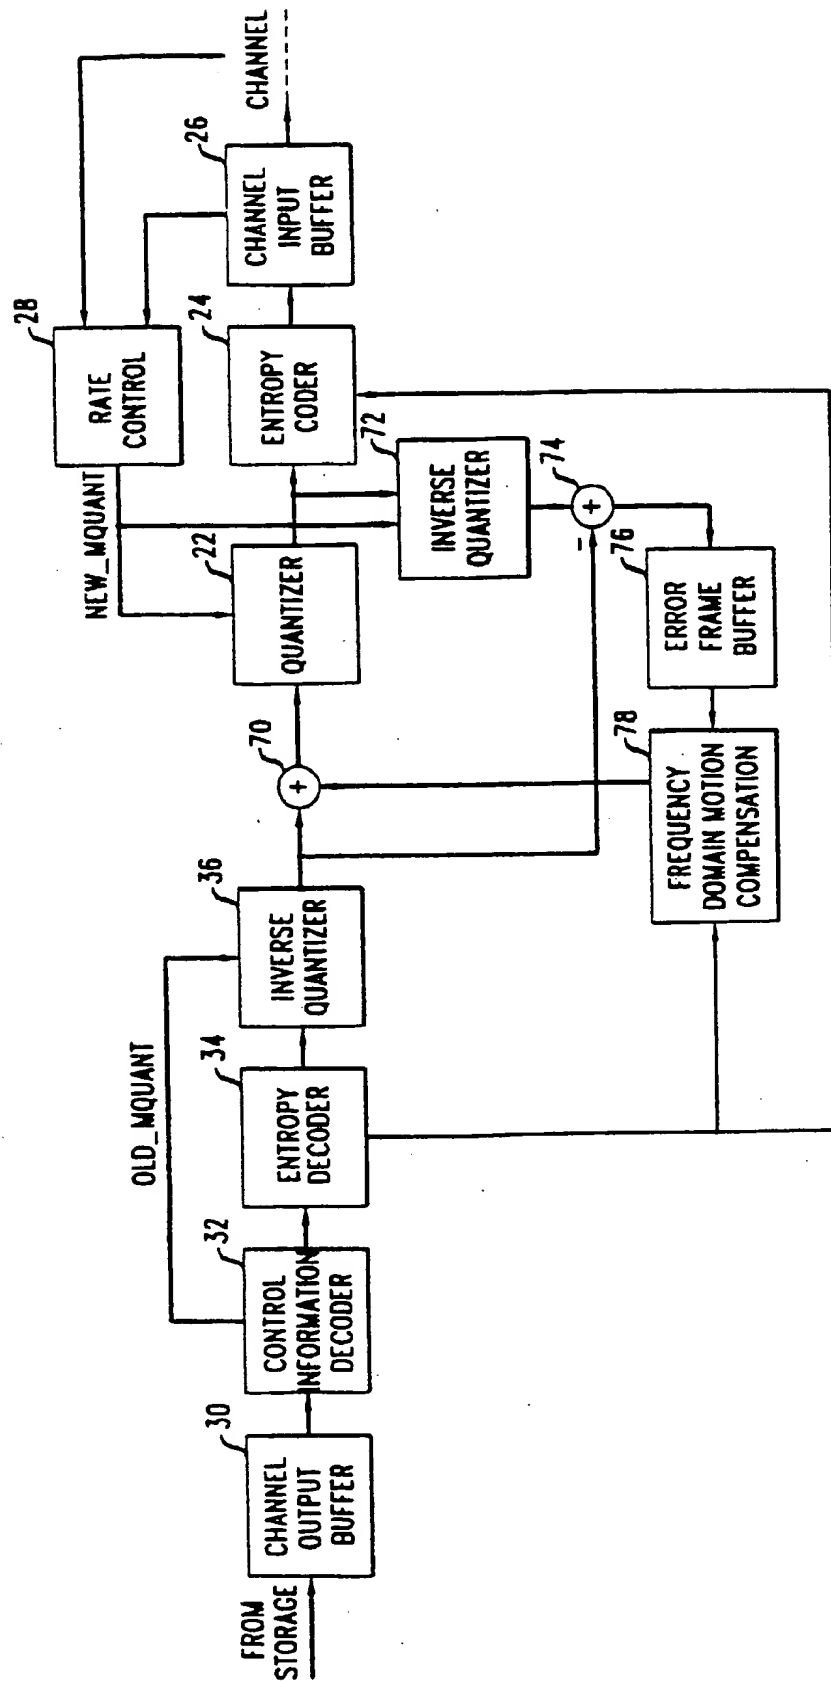 FROM
STORAGE
30
CHANNEL
OUTPUT
BUFFER
32
CONTROL
INFORMATION
DECODER
OLD_MQUANT
34
ENTROPY
DECODER
36
INVERSE
QUANTIZER
70
+
22
QUANTIZER
NEW_MQUANT
28
RATE
CONTROL
24
ENTROPY
CODER
26
CHANNEL
INPUT
BUFFER
CHANNEL
72
INVERSE
QUANTIZER
74
+
−
76
ERROR
FRAME
BUFFER
78
FREQUENCY
DOMAIN MOTION
COMPENSATION